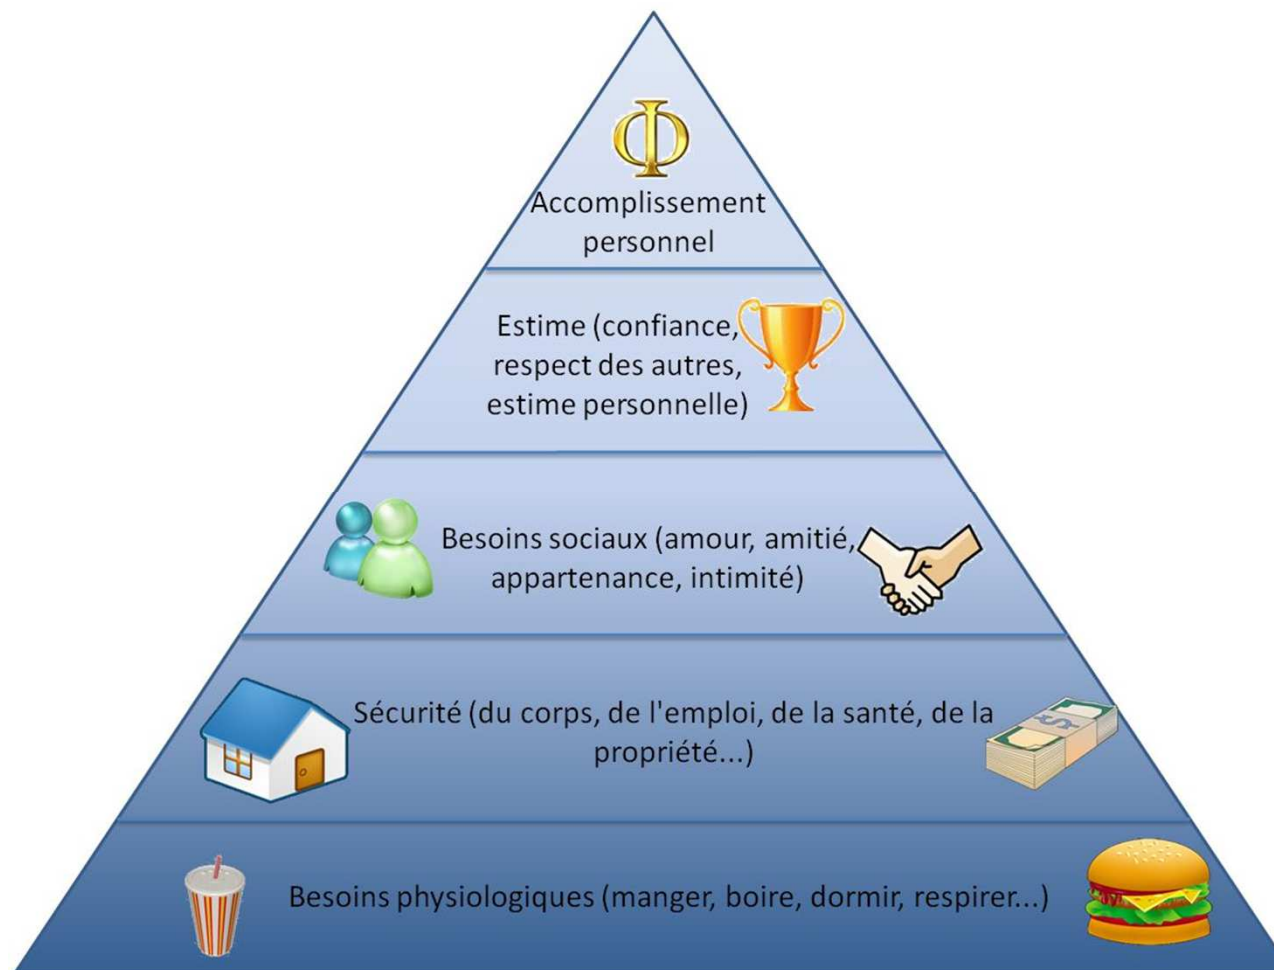 Φ
Accomplissement
personnel
Estime (confiance,
respect des autres,
estime personnelle)
Besoins sociaux (amour, amitié,
appartenance, intimité)
Sécurité (du corps, de l'emploi, de la santé, de la
propriété...)
Besoins physiologiques (manger, boire, dormir, respirer...)